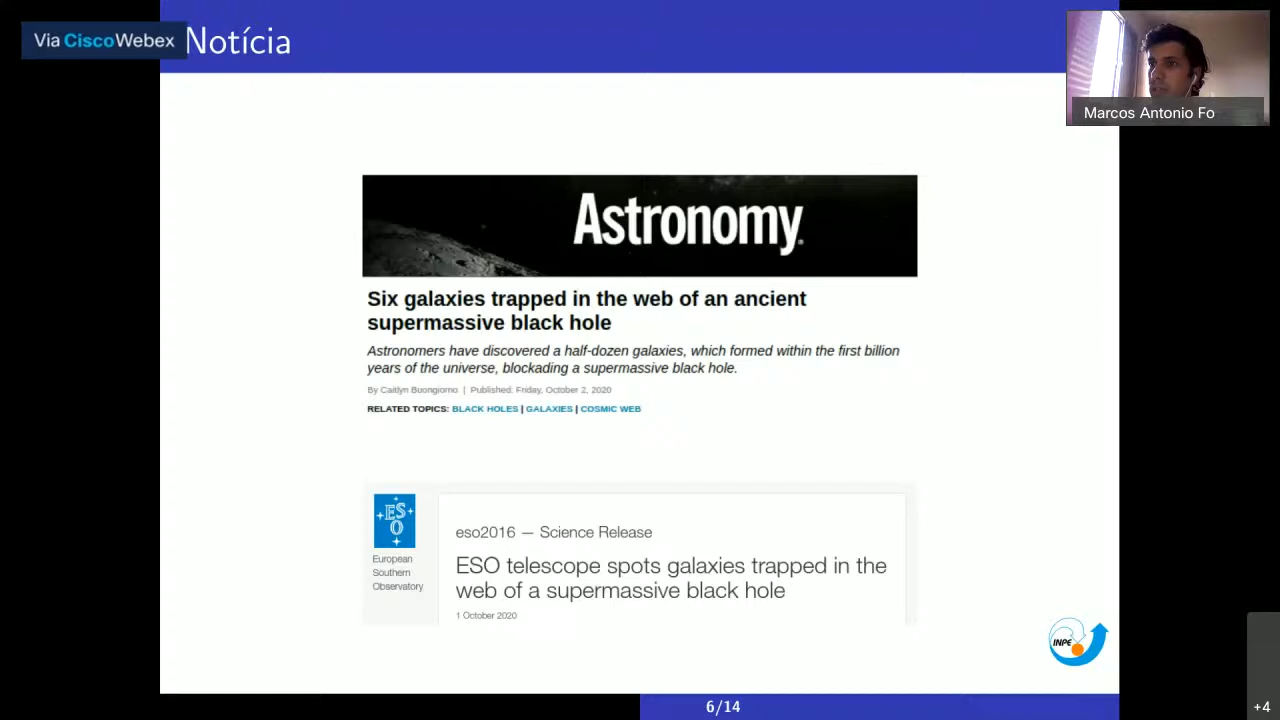 Via Cisco Webex
Notícia
Marcos Antonio Fo
Astronomy
Six galaxies trapped in the web of an ancient
supermassive black hole
Astronomers have discovered a half-dozen galaxies, which formed within the first billion
years of the universe, blockading a supermassive black hole.
By Caitlyn Buongiorno | Published: Friday, October 2, 2020
RELATED TOPICS: BLACK HOLES | GALAXIES | COSMIC WEB
ESO
European
Southern
Observatory
eso2016 — Science Release
ESO telescope spots galaxies trapped in the
web of a supermassive black hole
1 October 2020
INPE
6/14
+4